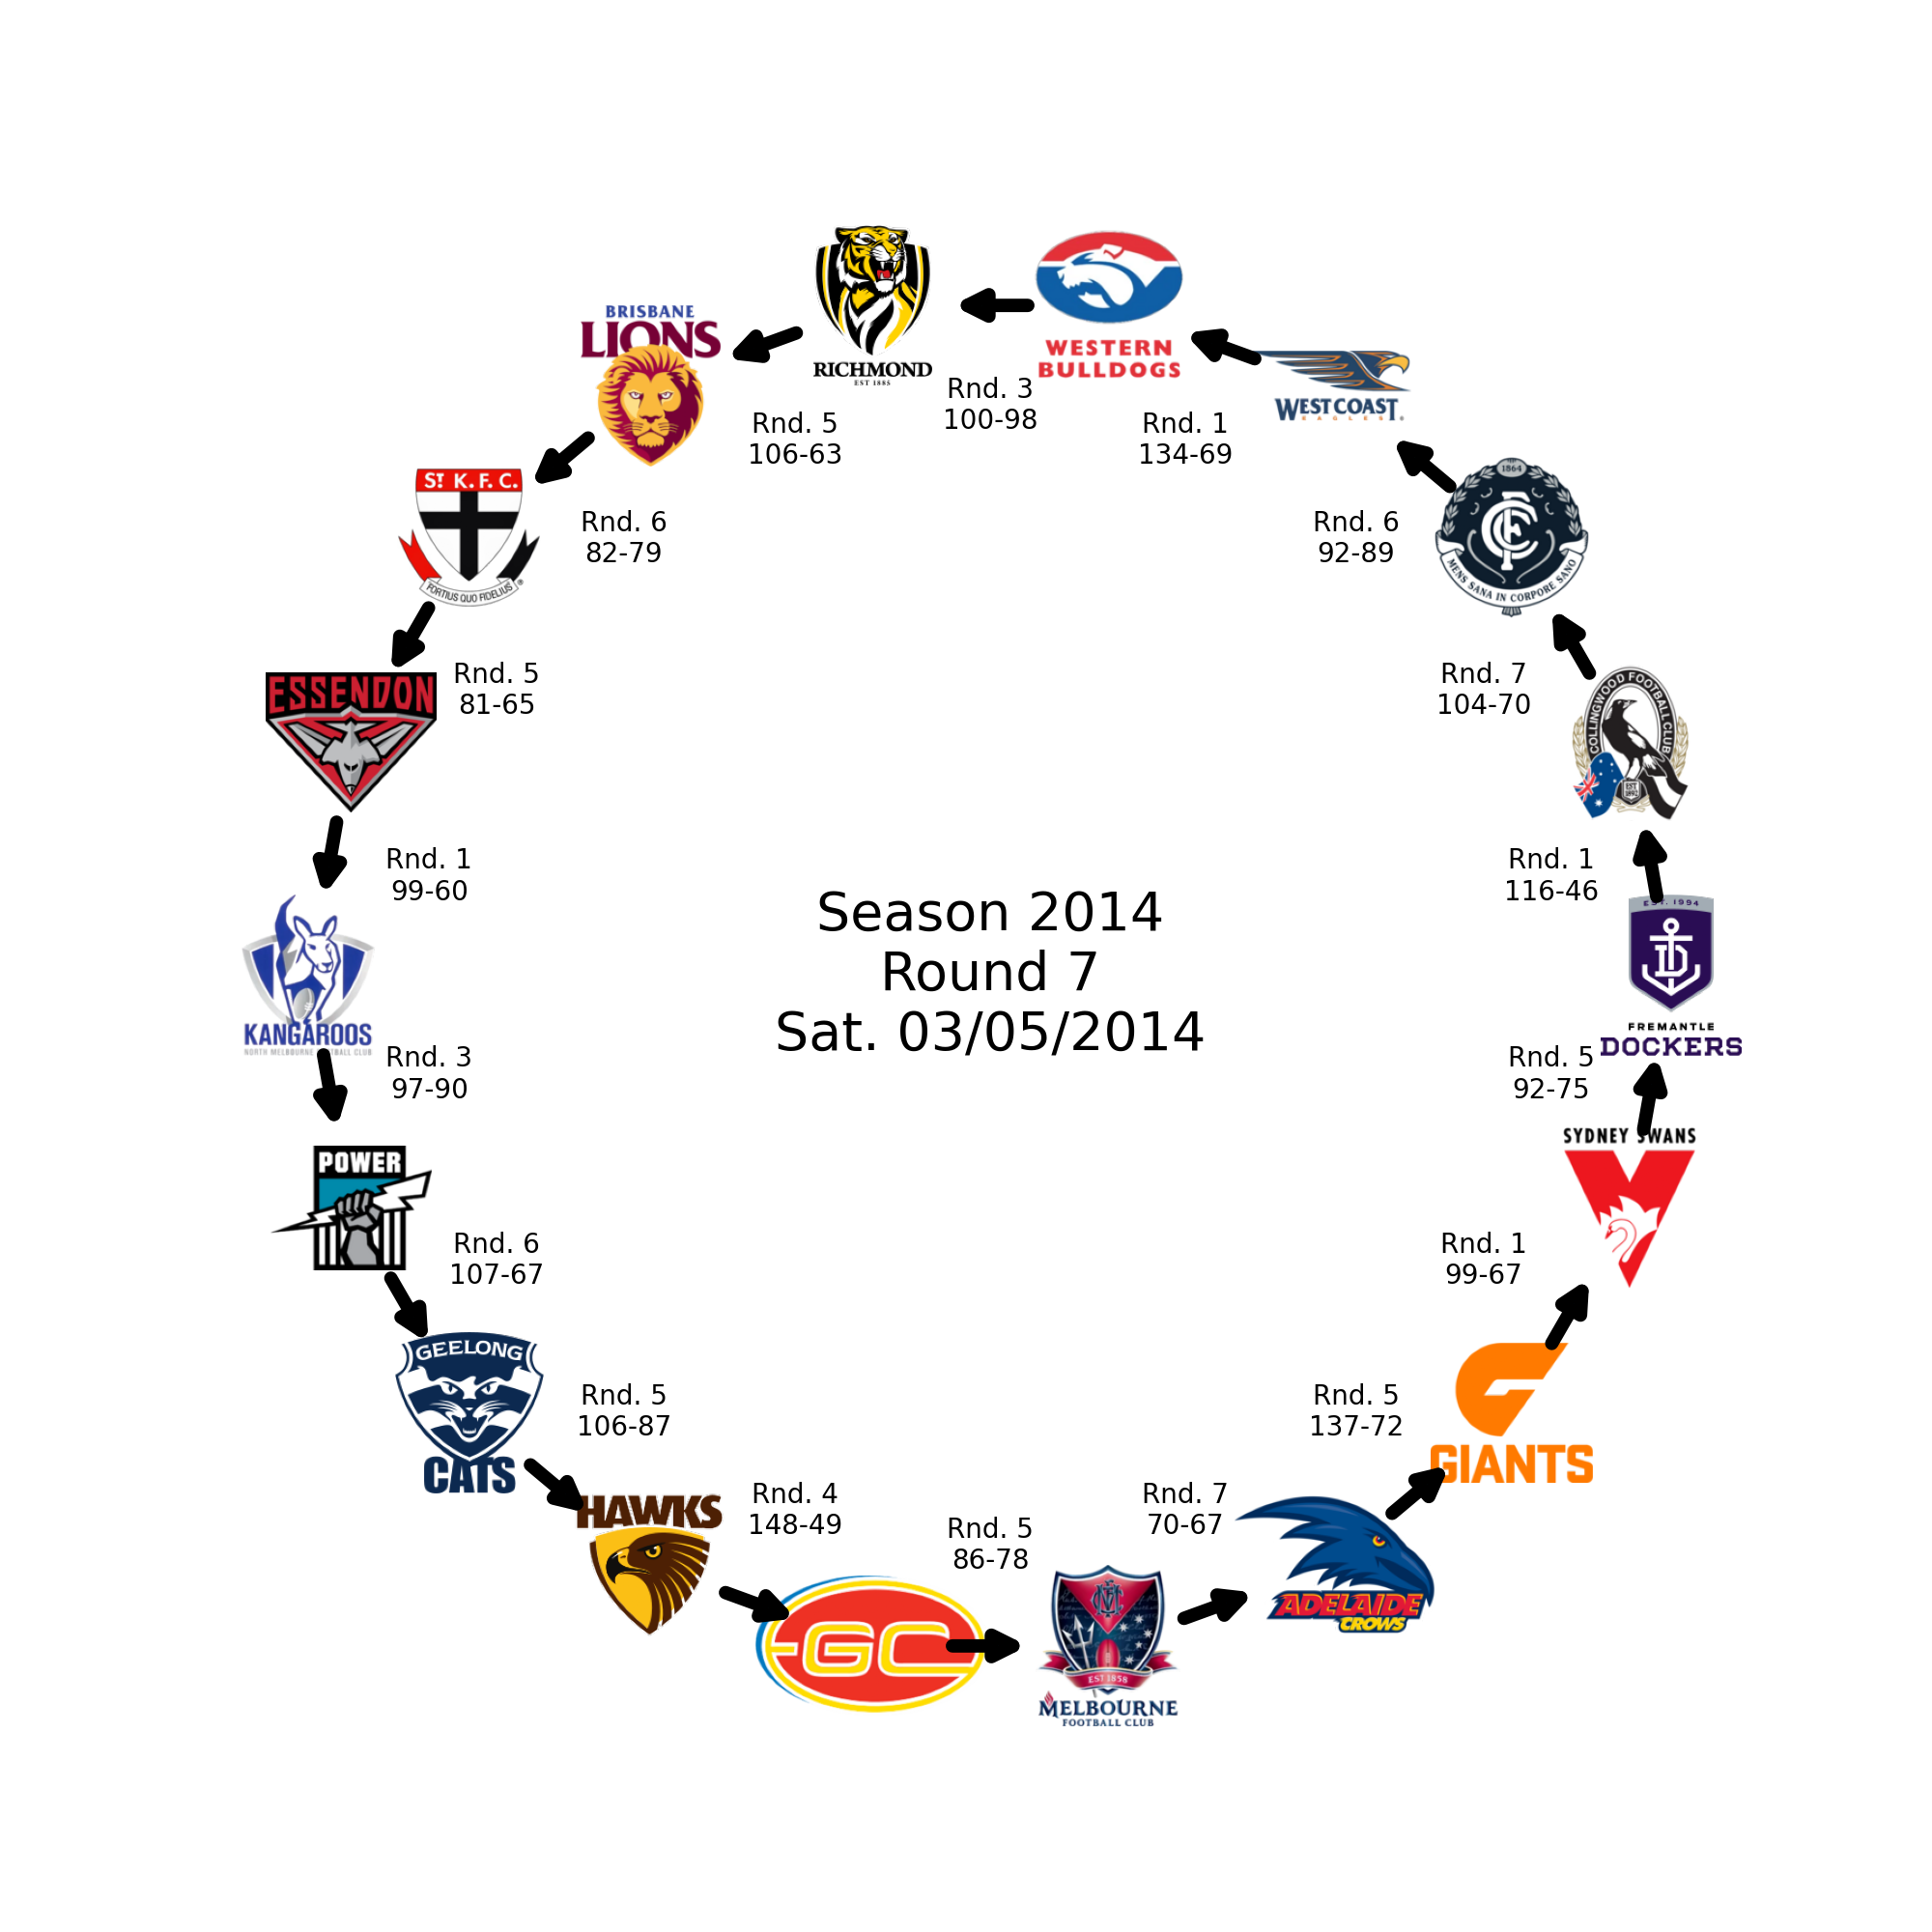 RICHMOND
EST 1885
WESTERN
BULLDOGS
BRISBANE
LIONS
WEST COAST
EAGLES
Rnd. 3
100-98
Rnd. 5
106-63
Rnd. 1
134-69
ST K.F.C.
FORTIUS QUO FIDELIUS
Rnd. 6
82-79
Rnd. 6
92-89
1864
CFC
MENS SANA IN CORPORE SANO
ESSENDON
Rnd. 5
81-65
Rnd. 7
104-70
COLLINGWOOD FOOTBALL CLUB
EST
1892
Rnd. 1
99-60
Rnd. 1
116-46
EST. 1994
Season 2014
Round 7
Sat. 03/05/2014
KANGAROOS
NORTH MELBOURNE FOOTBALL CLUB
FREMANTLE
DOCKERS
Rnd. 3
97-90
Rnd. 5
92-75
SYDNEY SWANS
POWER
Rnd. 6
107-67
Rnd. 1
99-67
GEELONG
CATS
Rnd. 5
106-87
Rnd. 5
137-72
GIANTS
HAWKS
Rnd. 4
148-49
Rnd. 5
86-78
Rnd. 7
70-67
GC
MFC
EST 1858
MELBOURNE
FOOTBALL CLUB
ADELAIDE
CROWS